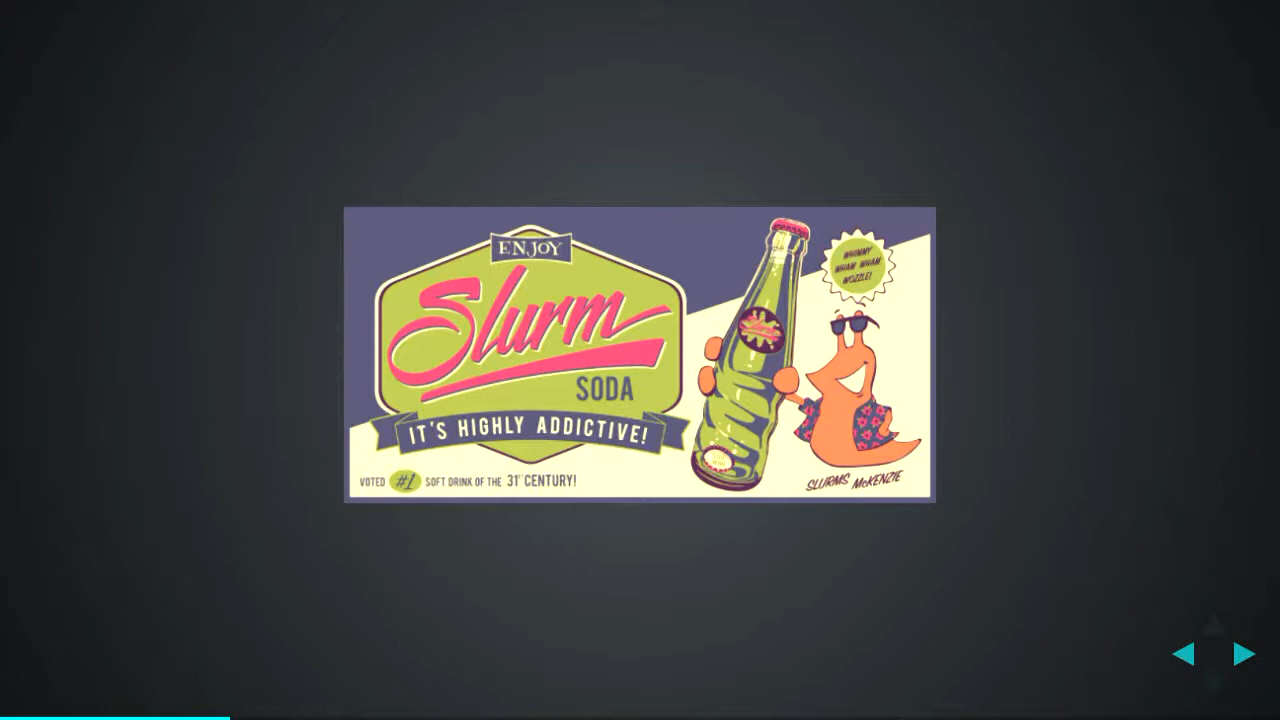 ENJOY
Slurm
SODA
IT'S HIGHLY ADDICTIVE!
VOTED #1 SOFT DRINK OF THE 31ST CENTURY!
Slurm
WHIMMY
WHAM WHAM
WOZZLE!
SLURMS McKENZIE